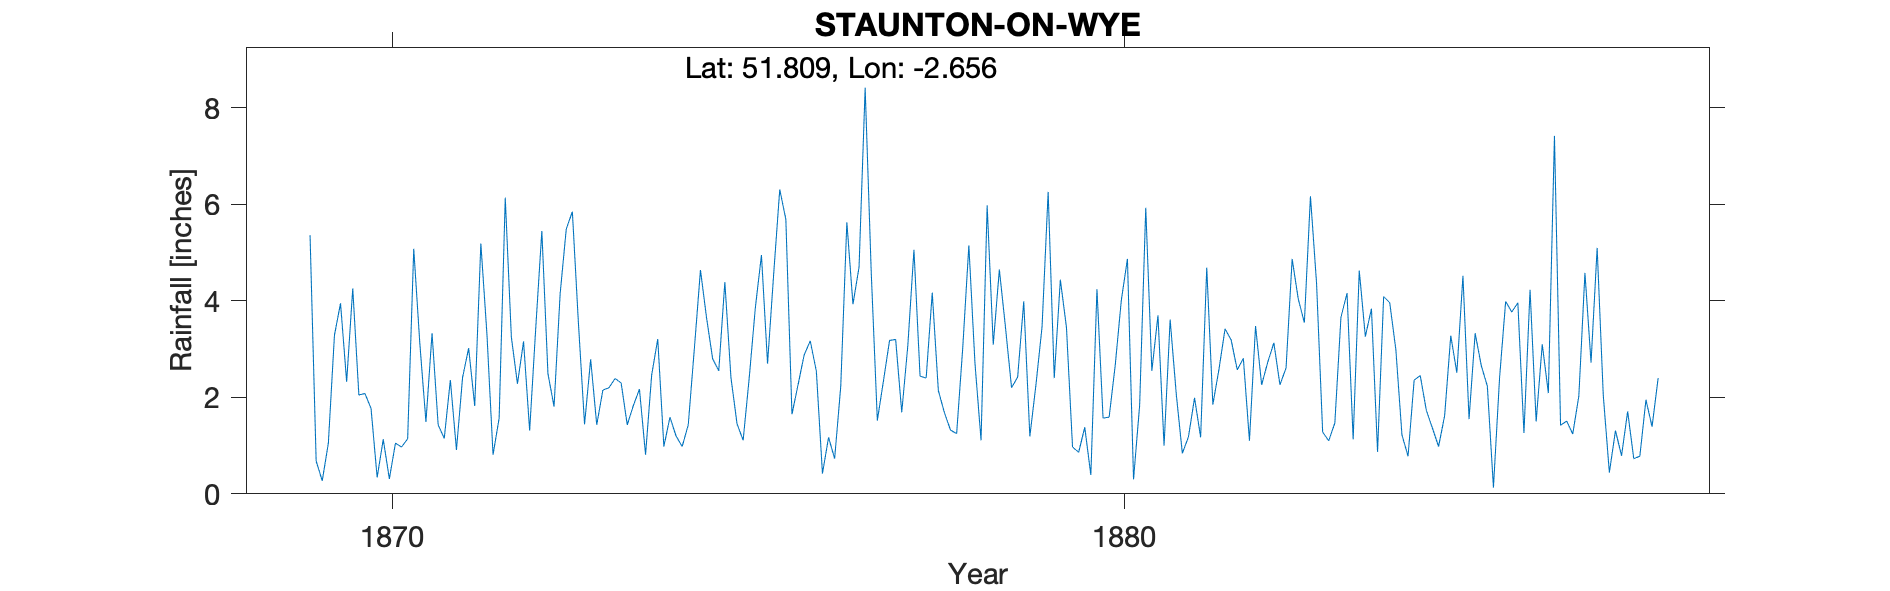 STAUNTON-ON-WYE
Lat: 51.809, Lon: -2.656
8
6
4
2
0
Rainfall [inches]
1870
1880
Year